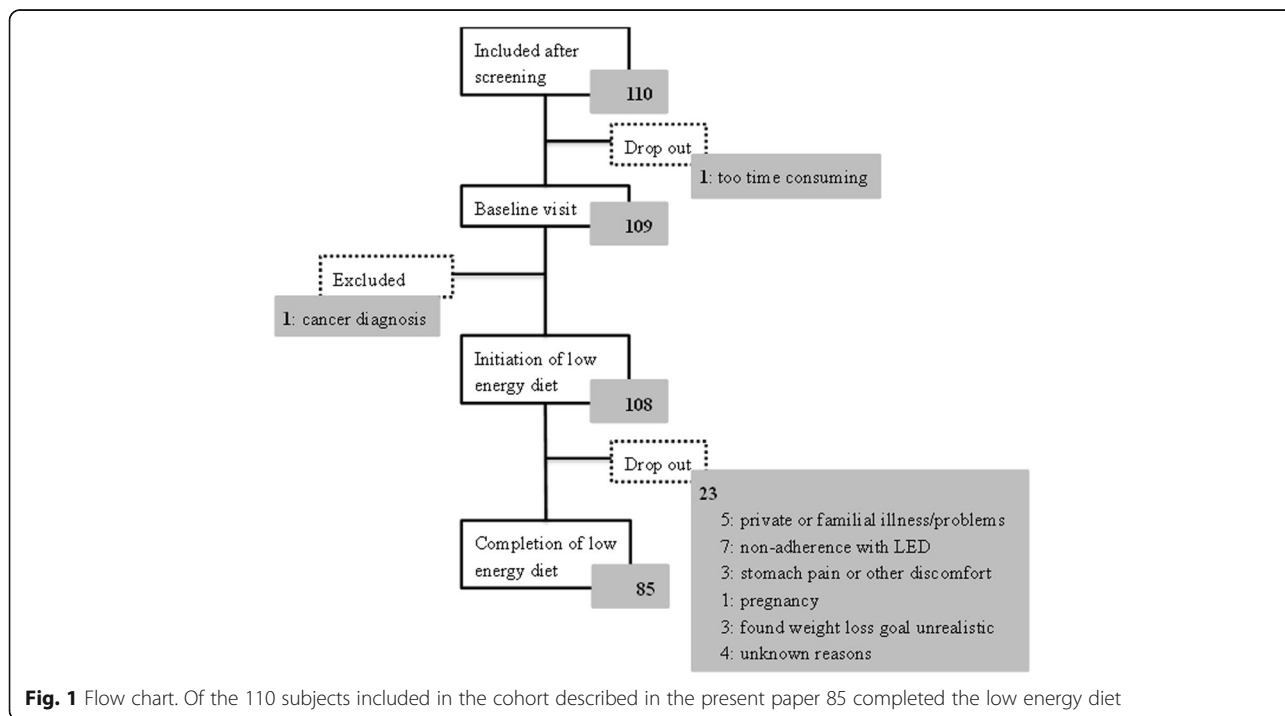 Included after
screening
110
Drop out
1: too time consuming
Baseline visit
109
Excluded
1: cancer diagnosis
Initiation of low
energy diet
108
Drop out
23
5: private or familial illness/problems
7: non-adherence with LED
3: stomach pain or other discomfort
1: pregnancy
3: found weight loss goal unrealistic
4: unknown reasons
Completion of low
energy diet
85
Fig. 1 Flow chart. Of the 110 subjects included in the cohort described in the present paper 85 completed the low energy diet